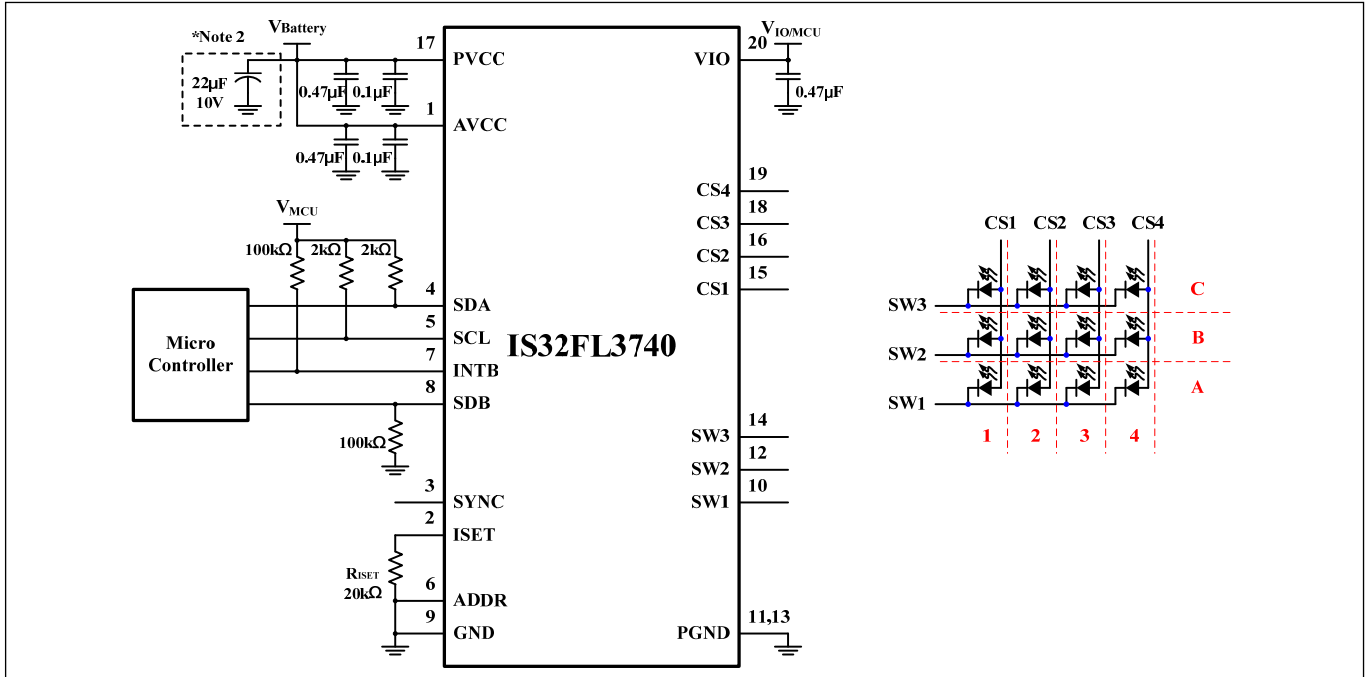 *Note 2
VBattery
22µF
10V
0.47µF 0.1µF
0.47µF 0.1µF
17 PVCC
1 AVCC
VMCU
100kΩ 2kΩ 2kΩ
Micro
Controller
4 SDA
5 SCL
7 INTB
8 SDB
100kΩ
3 SYNC
2 ISET
RISET
20kΩ
6 ADDR
9 GND
IS32FL3740
VIO/MCU
20 VIO
0.47µF
19 CS4
18 CS3
16 CS2
15 CS1
14 SW3
12 SW2
10 SW1
11,13 PGND
CS1 CS2 CS3 CS4
SW3 C
SW2 B
SW1 A
1 2 3 4